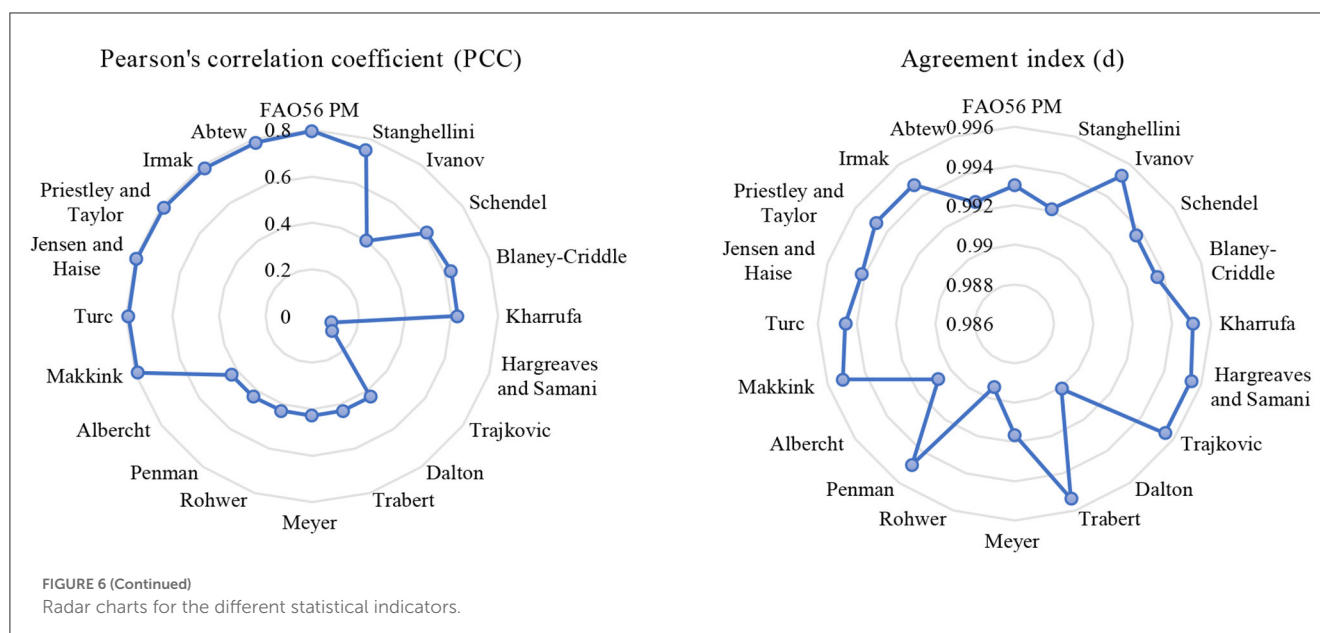 Pearson's correlation coefficient (PCC)
FAO56 PM
Stanghellini
Ivanov
Schendel
Blaney-Criddle
Kharrufa
Hargreaves
and Samani
Trajkovic
Dalton
Trabert
Meyer
Rohwer
Penman
Albercht
Makkink
Turc
Jensen and
Haise
Priestley and
Taylor
Irmak
Abtew
0.8
0.6
0.4
0.2
0
Agreement index (d)
FAO56 PM
Stanghellini
Ivanov
Schendel
Blaney-
Criddle
Kharrufa
Hargreaves
and Samani
Trajkovic
Dalton
Trabert
Meyer
Rohwer
Penman
Albercht
Makkink
Turc
Jensen and
Haise
Priestley and
Taylor
Irmak
Abtew
0.996
0.994
0.992
0.99
0.988
0.986
FIGURE 6 (Continued)
Radar charts for the different statistical indicators.